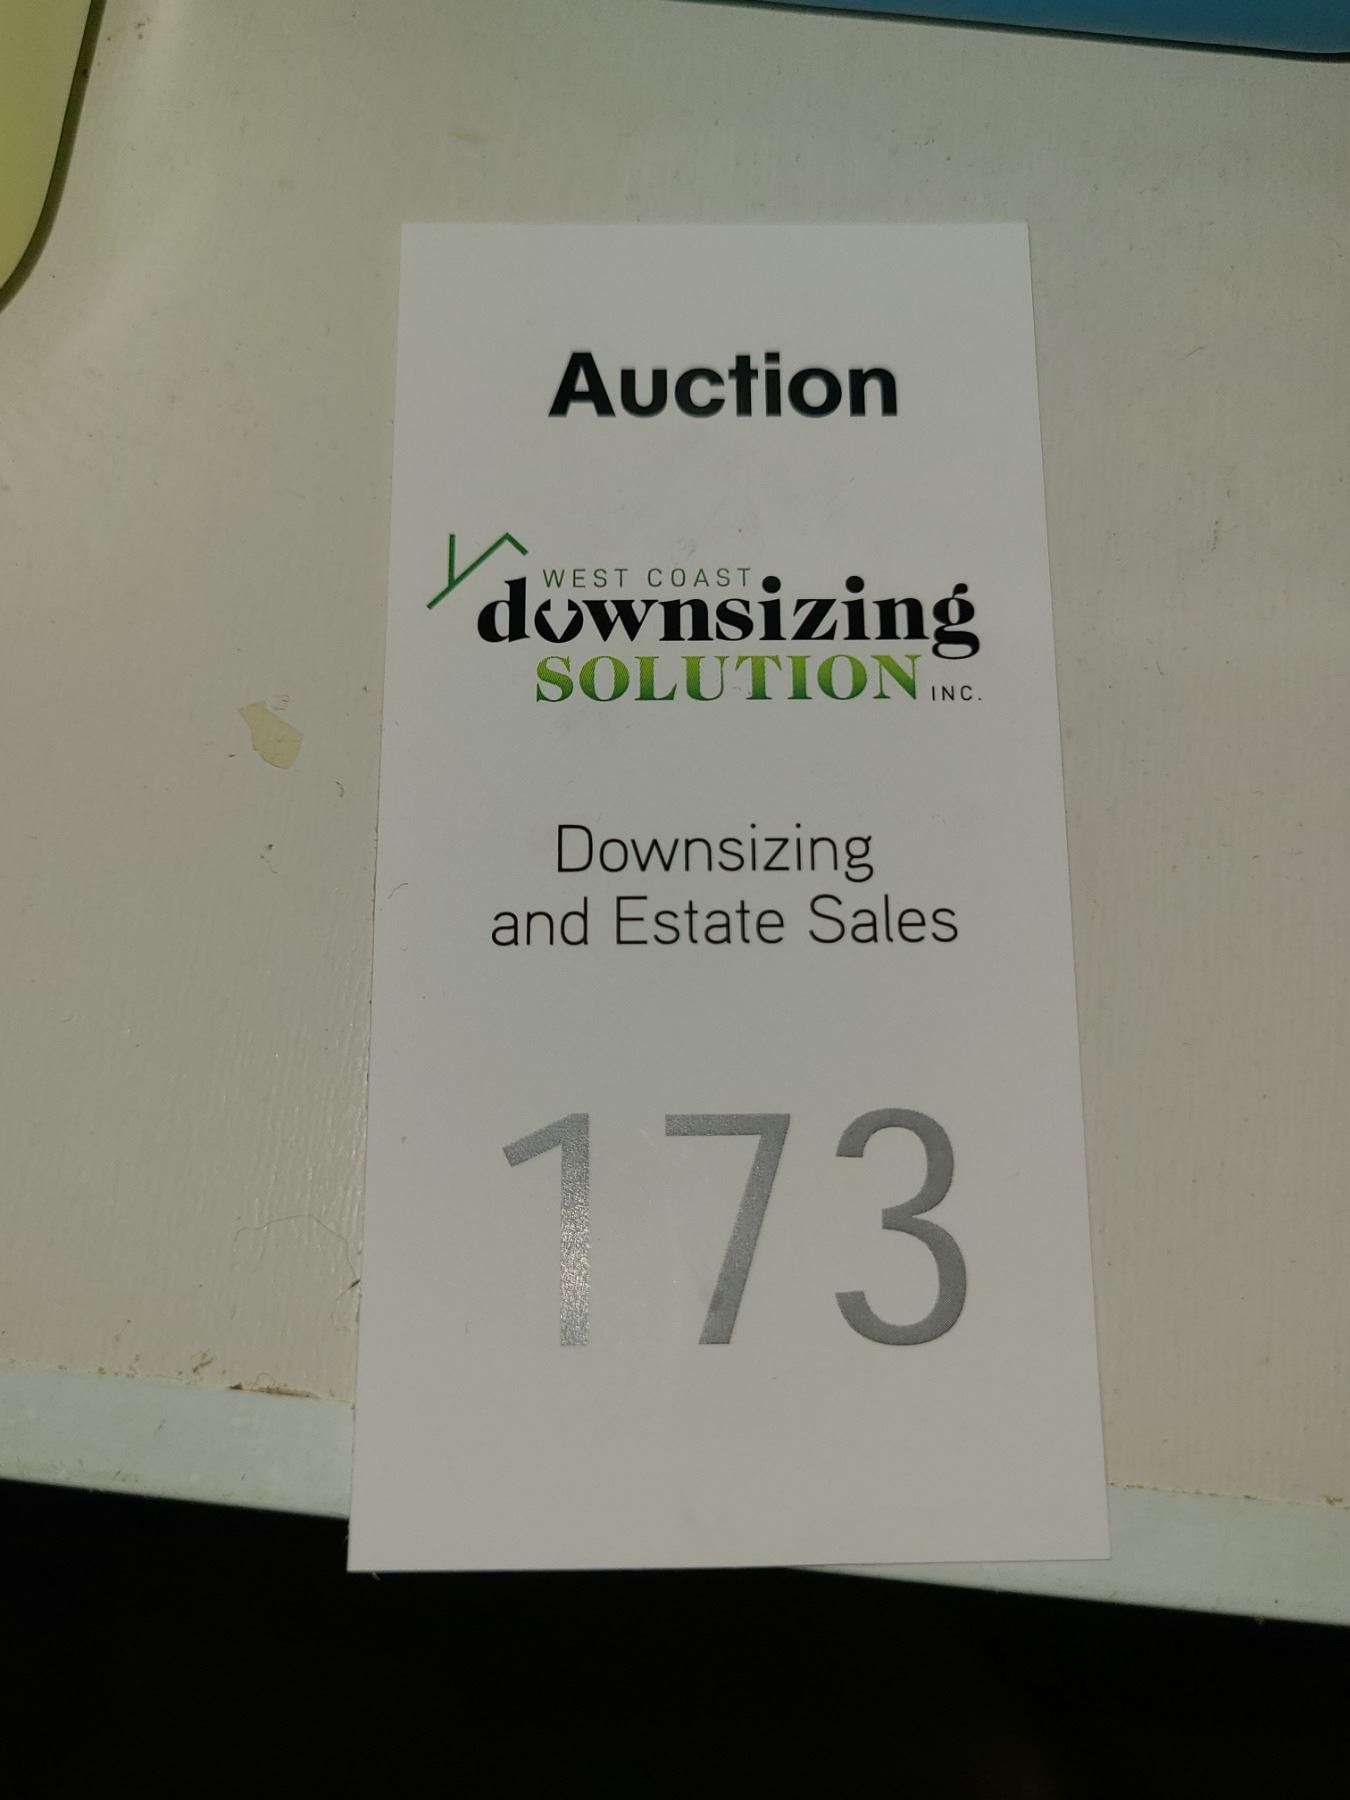 Auction
WEST COAST
downsizing
SOLUTION INC.
Downsizing
and Estate Sales
173